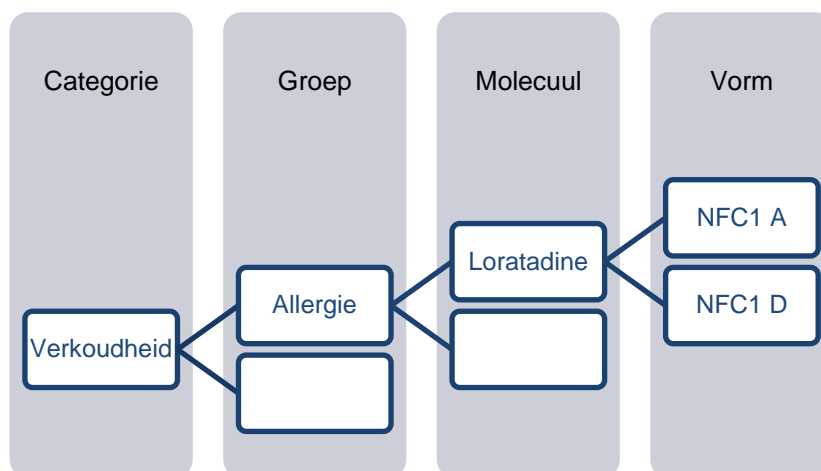 Categorie
Groep
Molecuul
Vorm
Verkoudheid
Allergie
Loratadine
NFC1 A
NFC1 D